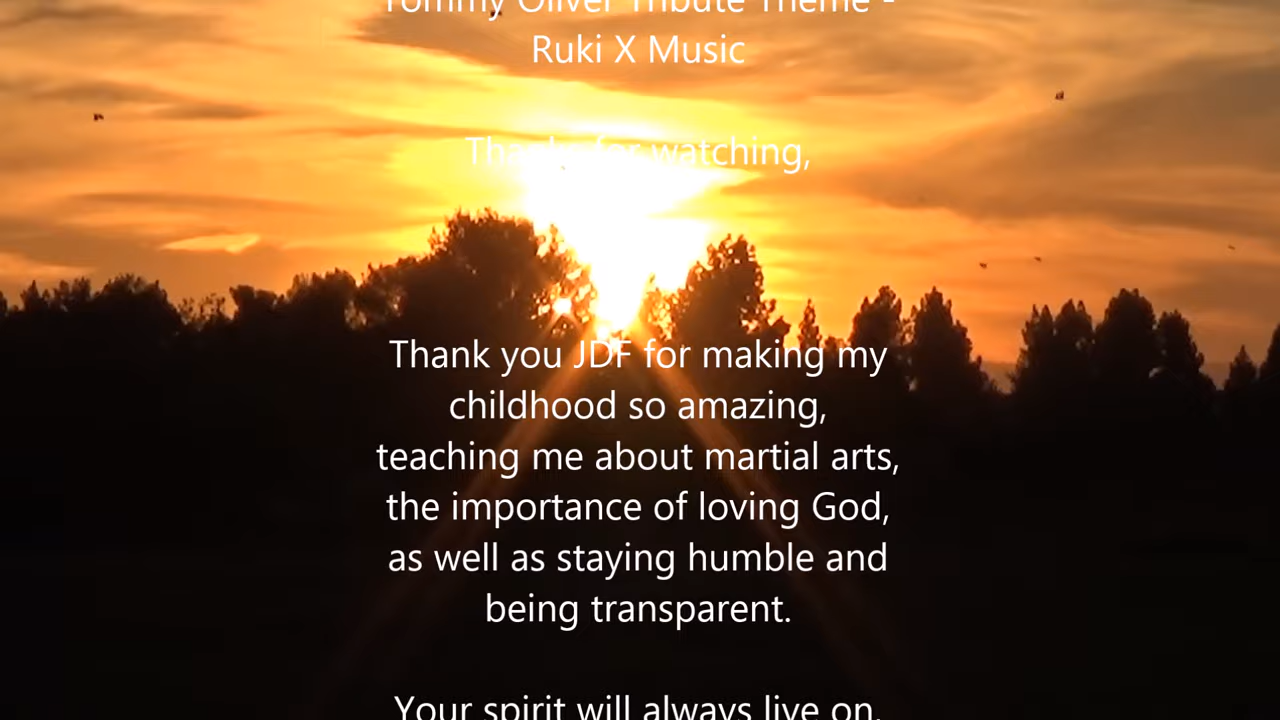 Tommy Oliver Tribute Theme -
Ruki X Music
Thanks for watching,
Thank you JDF for making my
childhood so amazing,
teaching me about martial arts,
the importance of loving God,
as well as staying humble and
being transparent.
Your spirit will always live on.